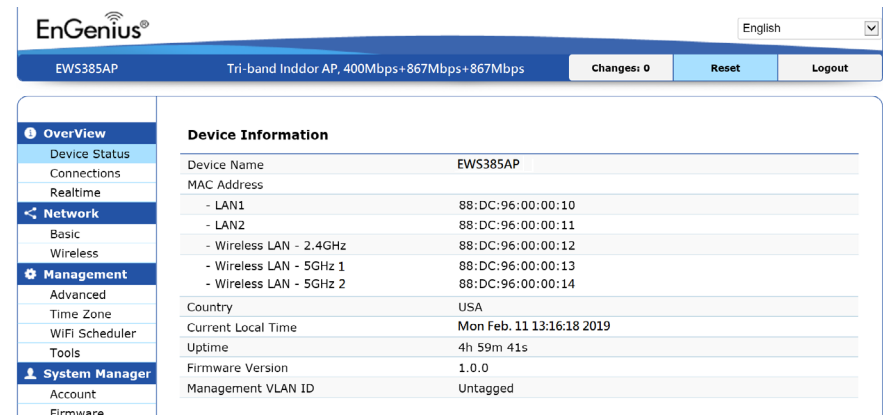 EnGenius®
English
EWS385AP
Tri-band Inddor AP, 400Mbps+867Mbps+867Mbps
Changes: 0
Reset
Logout
OverView
Device Status
Connections
Realtime
Network
Basic
Wireless
Management
Advanced
Time Zone
WiFi Scheduler
Tools
System Manager
Account
Firmware
Device Information
Device Name EWS385AP
MAC Address
- LAN1 88:DC:96:00:00:10
- LAN2 88:DC:96:00:00:11
- Wireless LAN - 2.4GHz 88:DC:96:00:00:12
- Wireless LAN - 5GHz 1 88:DC:96:00:00:13
- Wireless LAN - 5GHz 2 88:DC:96:00:00:14
Country USA
Current Local Time Mon Feb. 11 13:16:18 2019
Uptime 4h 59m 41s
Firmware Version 1.0.0
Management VLAN ID Untagged